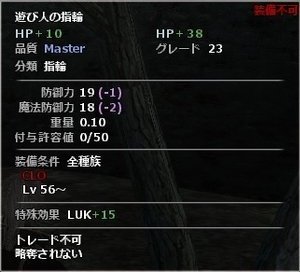 遊び人の指輪
装備不可
HP+10 HP+38
品質 Master グレード 23
分類 指輪
防御力 19 (-1)
魔法防御力 18 (-2)
重量 0.10
付与許容値 0/50
装備条件 全種族
CLO
Lv 56～
特殊効果 LUK+15
トレード不可
略奪されない